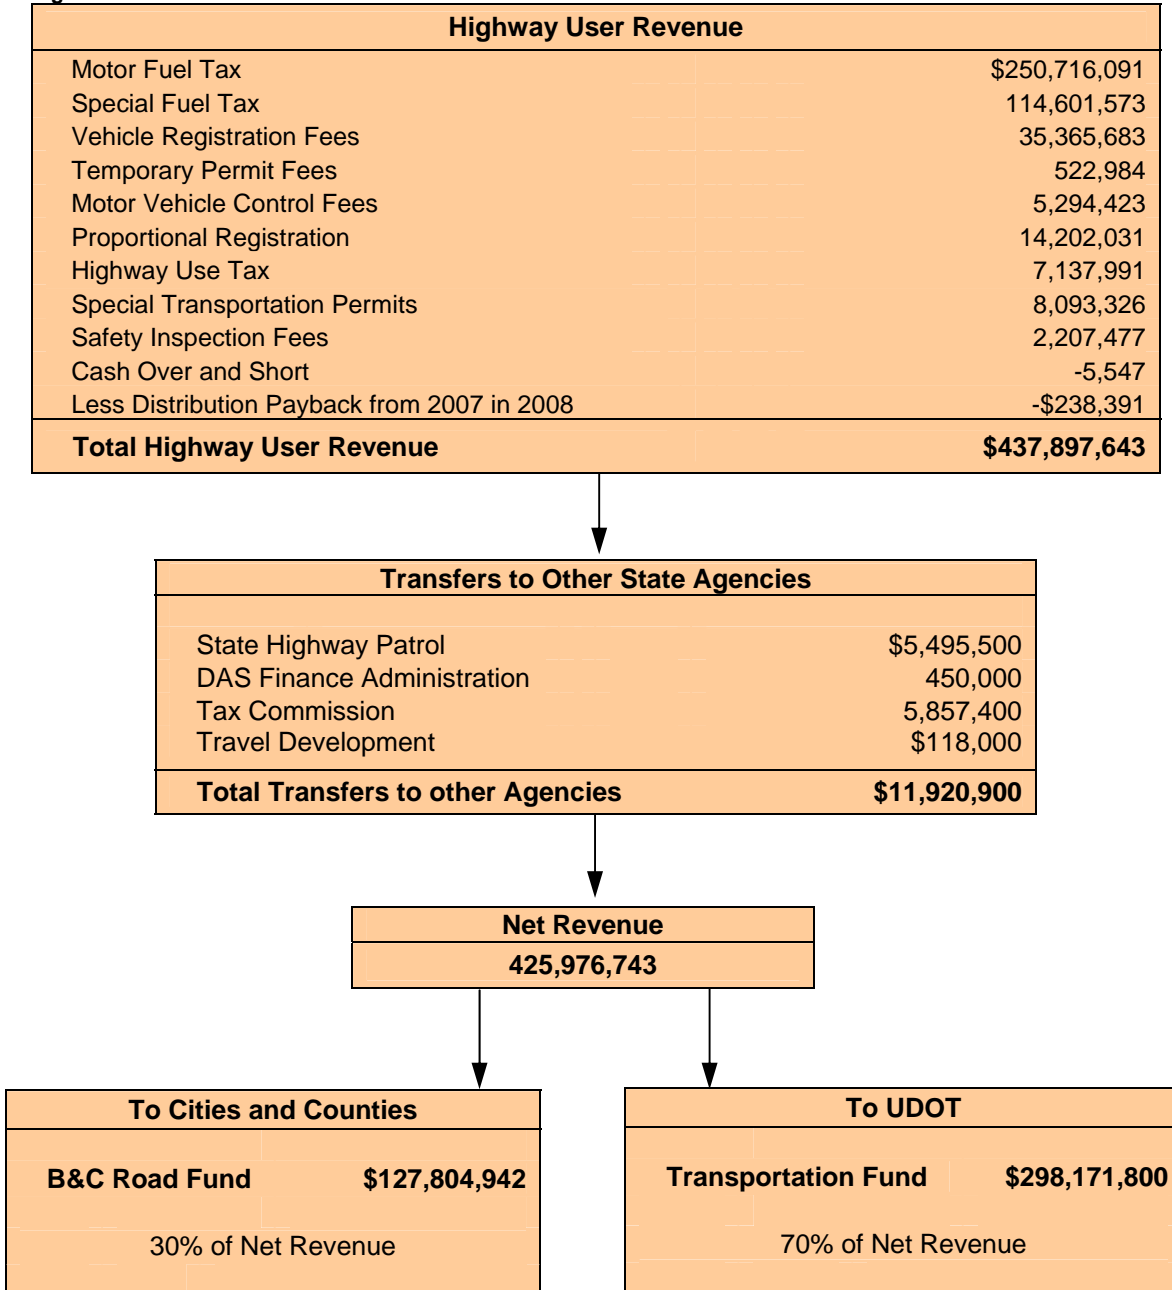 Highway User Revenue
Motor Fuel Tax $250,716,091
Special Fuel Tax 114,601,573
Vehicle Registration Fees 35,365,683
Temporary Permit Fees 522,984
Motor Vehicle Control Fees 5,294,423
Proportional Registration 14,202,031
Highway Use Tax 7,137,991
Special Transportation Permits 8,093,326
Safety Inspection Fees 2,207,477
Cash Over and Short -5,547
Less Distribution Payback from 2007 in 2008 -$238,391
Total Highway User Revenue $437,897,643
Transfers to Other State Agencies
State Highway Patrol $5,495,500
DAS Finance Administration 450,000
Tax Commission 5,857,400
Travel Development $118,000
Total Transfers to other Agencies $11,920,900
Net Revenue
425,976,743
To Cities and Counties
B&C Road Fund $127,804,942
30% of Net Revenue
To UDOT
Transportation Fund $298,171,800
70% of Net Revenue